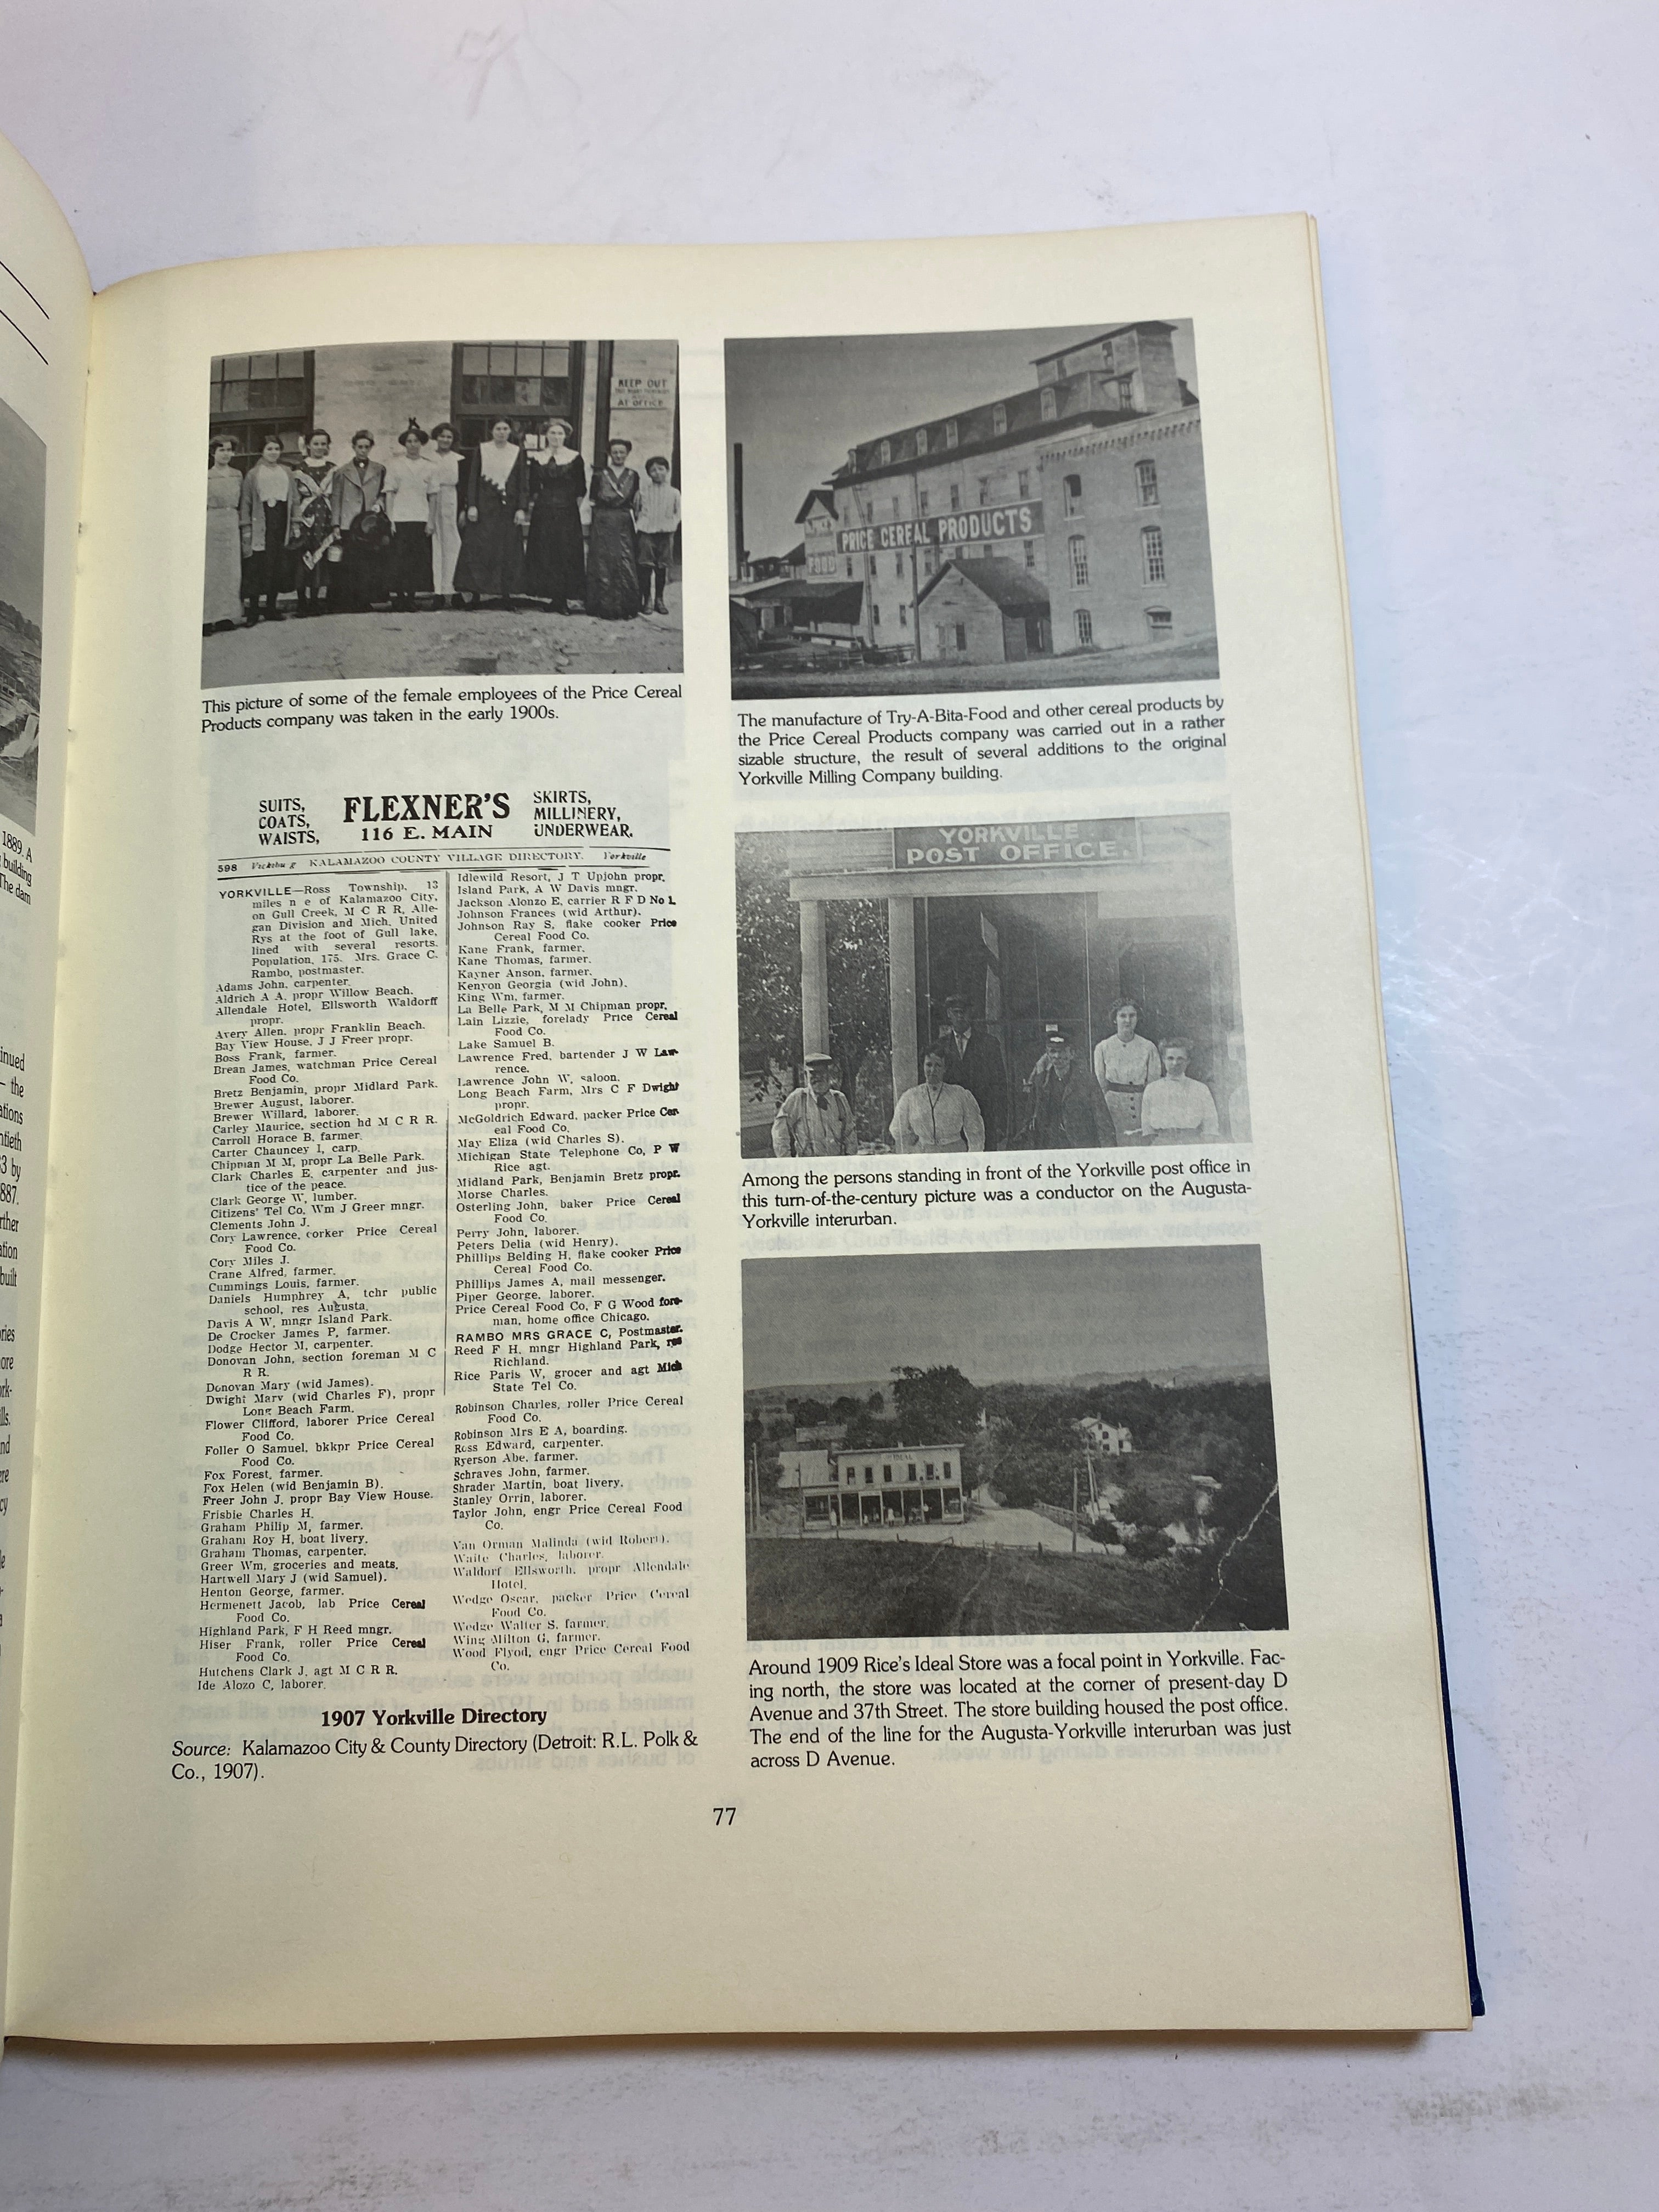 KEEP OUT
AT OFFICE
This picture of some of the female employees of the Price Cereal
Products company was taken in the early 1900s.
SUITS,
COATS,
WAISTS,
FLEXNER'S
116 E. MAIN
SKIRTS,
MILLINERY,
UNDERWEAR.
598 Vicksburg KALAMAZOO COUNTY VILLAGE DIRECTORY. Yorkville
YORKVILLE—Ross Township, 13
miles n e of Kalamazoo City,
on Gull Creek, M C R R, Alle-
gan Division and Mich. United
Rys at the foot of Gull lake,
lined with several resorts.
Population, 175. Mrs. Grace C.
Rambo, postmaster.
Adams John, carpenter.
Aldrich A A, propr Willow Beach.
Allendale Hotel, Ellsworth Waldorff
propr.
Avery Allen, propr Franklin Beach.
Bay View House, J J Freer propr.
Boss Frank, farmer.
Brean James, watchman Price Cereal
Food Co.
Bretz Benjamin, propr Midlard Park.
Brewer August, laborer.
Brewer Willard, laborer.
Carley Maurice, section hd M C R R.
Carroll Horace B, farmer.
Carter Chauncey I, carp.
Chipman M M, propr La Belle Park.
Clark Charles E, carpenter and jus-
tice of the peace.
Clark George W, lumber.
Citizens' Tel Co, Wm J Greer mngr.
Clements John J.
Cory Lawrence, corker Price Cereal
Food Co.
Cory Miles J.
Crane Alfred, farmer.
Cummings Louis, farmer.
Daniels Humphrey A, tchr public
school, res Augusta.
Davis A W, mngr Island Park.
De Crocker James P, farmer.
Dodge Hector M, carpenter.
Donovan John, section foreman M C
R R.
Donovan Mary (wid James).
Dwight Mary (wid Charles F), propr
Long Beach Farm.
Flower Clifford, laborer Price Cereal
Food Co.
Foller O Samuel, bkkpr Price Cereal
Food Co.
Fox Forest, farmer.
Fox Helen (wid Benjamin B).
Freer John J, propr Bay View House.
Frisbie Charles H.
Graham Philip M, farmer.
Graham Roy H, boat livery.
Graham Thomas, carpenter.
Greer Wm, groceries and meats.
Hartwell Mary J (wid Samuel).
Henton George, farmer.
Hermenett Jacob, lab Price Cereal
Food Co.
Highland Park, F H Reed mngr.
Hiser Frank, roller Price Cereal
Food Co.
Hutchens Clark J, agt M C R R.
Ide Alozo C, laborer.
Idlewild Resort, J T Upjohn propr.
Island Park, A W Davis mngr.
Jackson Alonzo E, carrier R F D No 1.
Johnson Frances (wid Arthur).
Johnson Ray S, flake cooker Price
Cereal Food Co.
Kane Frank, farmer.
Kane Thomas, farmer.
Kayner Anson, farmer.
Kenyon Georgia (wid John).
King Wm, farmer.
La Belle Park, M M Chipman propr.
Lain Lizzie, forelady Price Cereal
Food Co.
Lake Samuel B.
Lawrence Fred, bartender J W Law-
rence.
Lawrence John W, saloon.
Long Beach Farm, Mrs C F Dwight
propr.
McGoldrich Edward, packer Price Cer-
eal Food Co.
May Eliza (wid Charles S).
Michigan State Telephone Co, P W
Rice agt.
Midland Park, Benjamin Bretz propr.
Morse Charles.
Osterling John, baker Price Cereal
Food Co.
Perry John, laborer.
Peters Delia (wid Henry).
Phillips Belding H, flake cooker Price
Cereal Food Co.
Phillips James A, mail messenger.
Piper George, laborer.
Price Cereal Food Co, F G Wood fore-
man, home office Chicago.
RAMBO MRS GRACE C, Postmaster.
Reed F H, mngr Highland Park, res
Richland.
Rice Paris W, grocer and agt Mich
State Tel Co.
Robinson Charles, roller Price Cereal
Food Co.
Robinson Mrs E A, boarding.
Ross Edward, carpenter.
Ryerson Abe, farmer.
Schraves John, farmer.
Shrader Martin, boat livery.
Stanley Orrin, laborer.
Taylor John, engr Price Cereal Food
Co.
Van Orman Malinda (wid Robert).
Waite Charles, laborer.
Waldorf Ellsworth, propr Allendale
Hotel.
Wedge Oscar, packer Price Cereal
Food Co.
Wedge Walter S, farmer.
Wing Milton G, farmer.
Wood Flyod, engr Price Cereal Food
Co.
1907 Yorkville Directory
Source: Kalamazoo City & County Directory (Detroit: R.L. Polk &
Co., 1907).
PRICE CEREAL PRODUCTS
FOOD
The manufacture of Try-A-Bita-Food and other cereal products by
the Price Cereal Products company was carried out in a rather
sizable structure, the result of several additions to the original
Yorkville Milling Company building.
YORKVILLE
POST OFFICE.
Among the persons standing in front of the Yorkville post office in
this turn-of-the-century picture was a conductor on the Augusta-
Yorkville interurban.
Around 1909 Rice's Ideal Store was a focal point in Yorkville. Fac-
ing north, the store was located at the corner of present-day D
Avenue and 37th Street. The store building housed the post office.
The end of the line for the Augusta-Yorkville interurban was just
across D Avenue.
77
1889. A
building
The dam